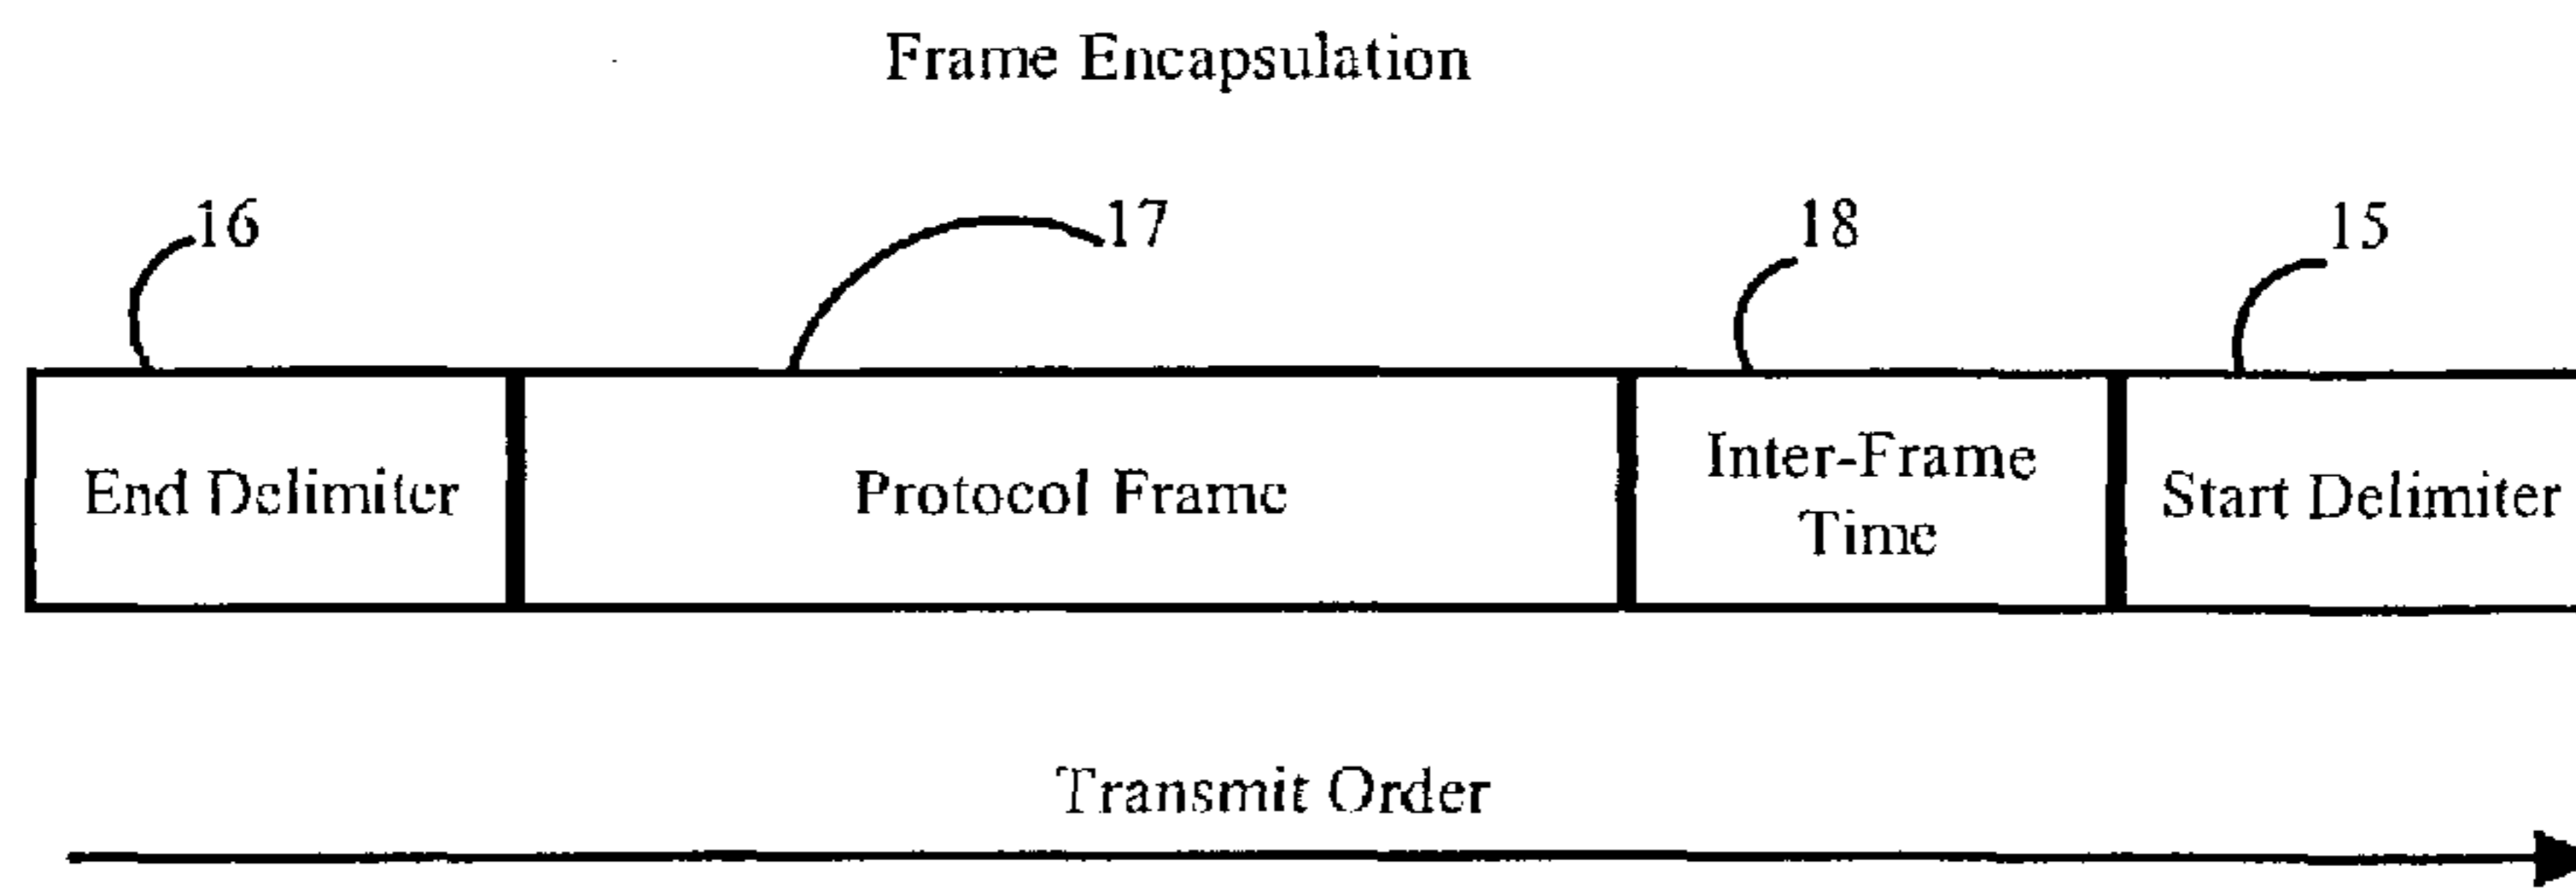 Frame Encapsulation
16
17
18
15
End Delimiter
Protocol Frame
Inter-Frame
Time
Start Delimiter
Transmit Order